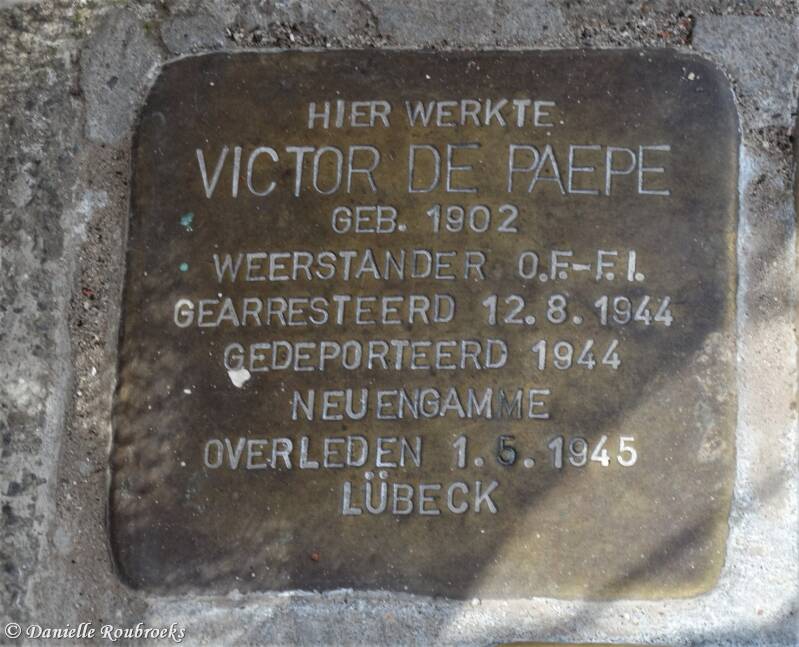 HIER WERKTE
VICTOR DE PAEPE
GEB. 1902
WEERSTANDER O.F.-F.I.
GEARRESTEERD 12.8.1944
GEDEPORTEERD 1944
NEUENGAMME
OVERLEDEN 1.5.1945
LÜBECK
© Danielle Roubroeks